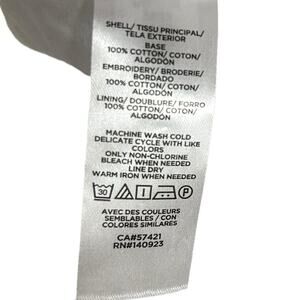 SHELL/ TISSU PRINCIPAL/
TELA EXTERIOR
BASE
100% COTTON/ COTON/
ALGODÓN
EMBROIDERY/ BRODERIE/
BORDADO
100% COTTON/ COTON/
ALGODÓN
LINING/ DOUBLURE/ FORRO
100% COTTON/ COTON/
ALGODÓN
MACHINE WASH COLD
DELICATE CYCLE WITH LIKE
COLORS
ONLY NON-CHLORINE
BLEACH WHEN NEEDED
LINE DRY
WARM IRON WHEN NEEDED
30 P
AVEC DES COULEURS
SEMBLABLES / CON
COLORES SIMILARES
CA#57421
RN#140923